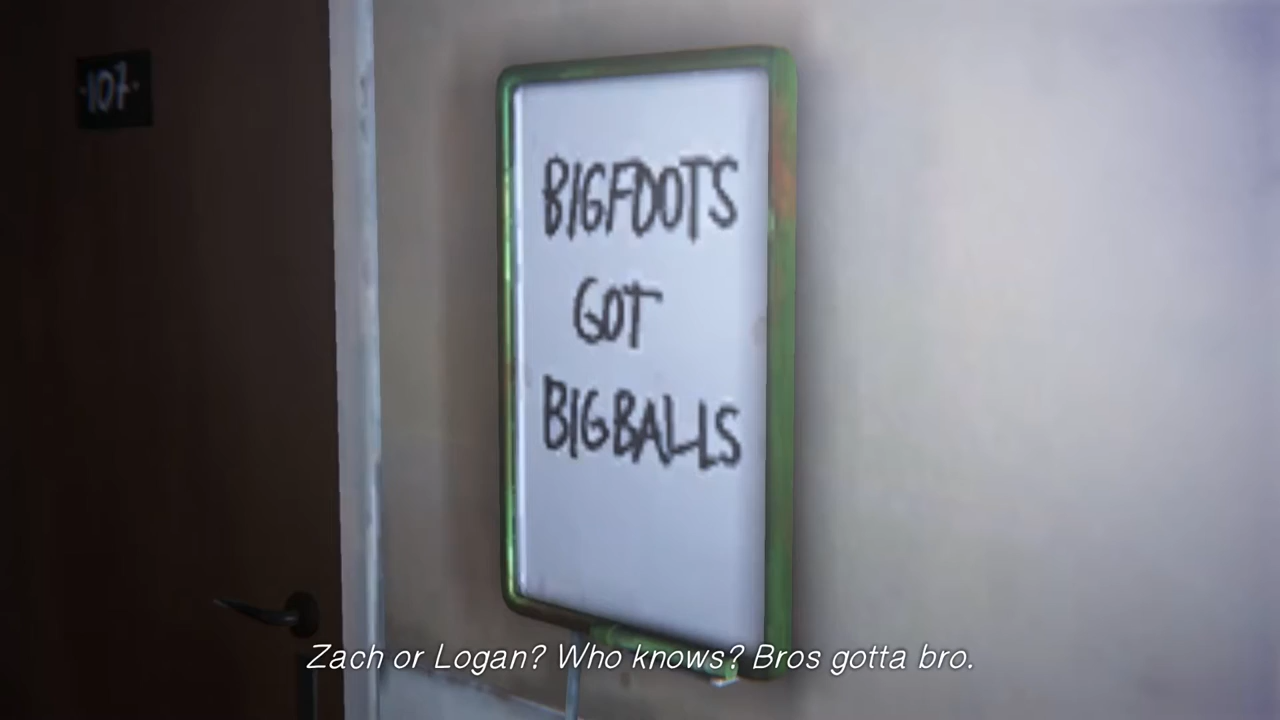 ·107·
BIGFOOTS
GOT
BIGBALLS
Zach or Logan? Who knows? Bros gotta bro.